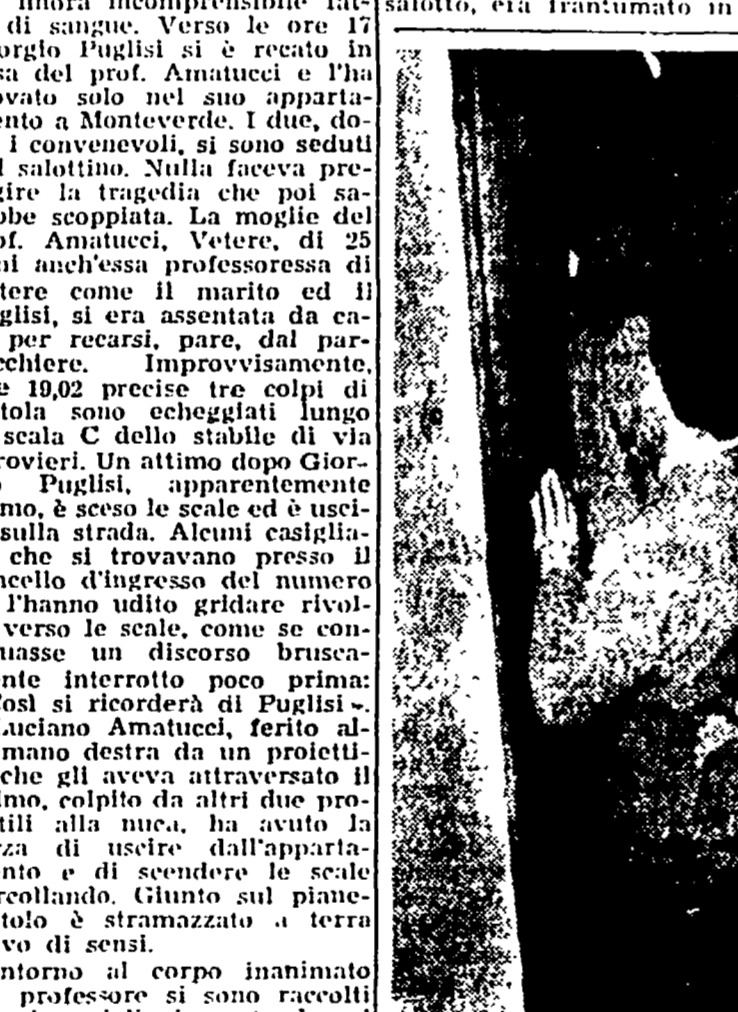 finora incomprensibile fat-
di sangue. Verso le ore 17
orgio Puglisi si è recato in
sa del prof. Amatucci e l'ha
ovato solo nel suo apparta-
ento a Monteverde. I due, do-
i convenevoli, si sono seduti
l salottino. Nulla faceva pre-
gire la tragedia che poi sa-
bbe scoppiata. La moglie del
of. Amatucci, Vetere, di 25
ni anch'essa professoressa di
tere come il marito ed il
glisi, si era assentata da ca-
per recarsi, pare, dal par-
cchiere. Improvvisamente,
e 19,02 precise tre colpi di
tola sono echeggiati lungo
scala C dello stabile di via
rovieri. Un attimo dopo Gior-
o Puglisi, apparentemente
mo, è sceso le scale ed è usci-
sulla strada. Alcuni casiglia-
che si trovavano presso il
ncello d'ingresso del numero
l'hanno udito gridare rivol-
verso le scale, come se con-
uasse un discorso brusca-
nte interrotto poco prima:
Così si ricorderà di Puglisi».
Luciano Amatucci, ferito al-
mano destra da un proietti-
che gli aveva attraversato il
lmo, colpito da altri due pro-
tili alla nuca, ha avuto la
rza di uscire dall'apparta-
nto e di scendere le scale
rcollando. Giunto sul piane-
tolo è stramazzato a terra
vo di sensi.
ntorno al corpo inanimato
professore si sono raccolti
salotto, era frantumato in